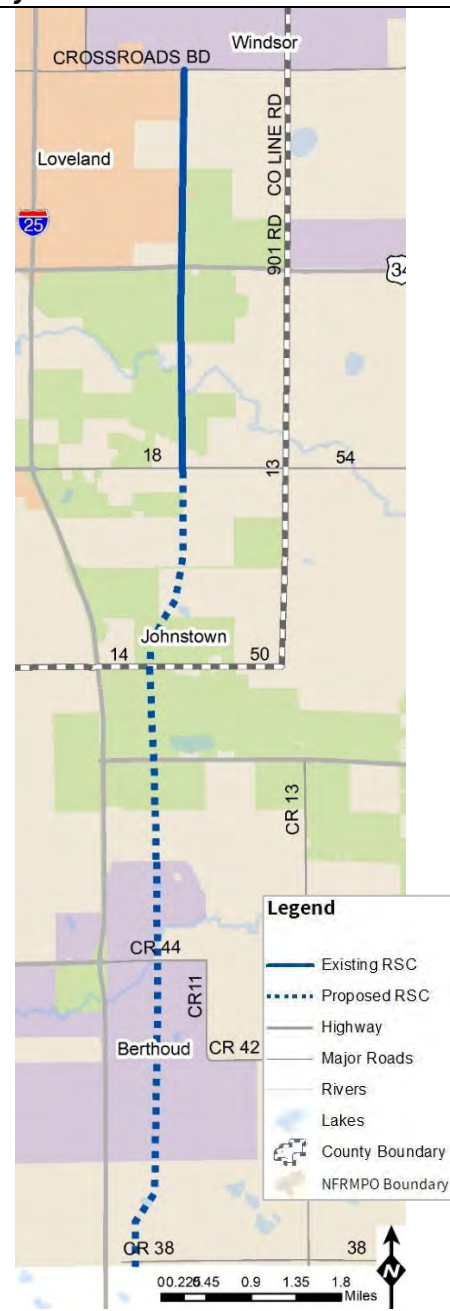 Windsor
CROSSROADS BD
Loveland
CO LINE RD
25
901 RD
34
18
54
13
Johnstown
14
50
CR 13
Legend
CR 44
Existing RSC
CR11
Proposed RSC
Highway
Berthoud
CR 42
Major Roads
Rivers
Lakes
County Boundary
NFRMPO Boundary
CR 38
38
N
0 0.225 0.45 0.9 1.35 1.8
Miles